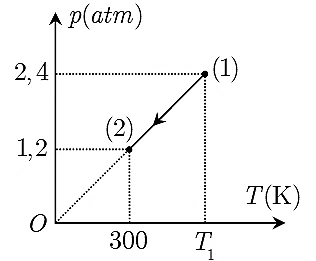 p(atm)
2,4
(1)
(2)
1,2
T(K)
O
300
T₁